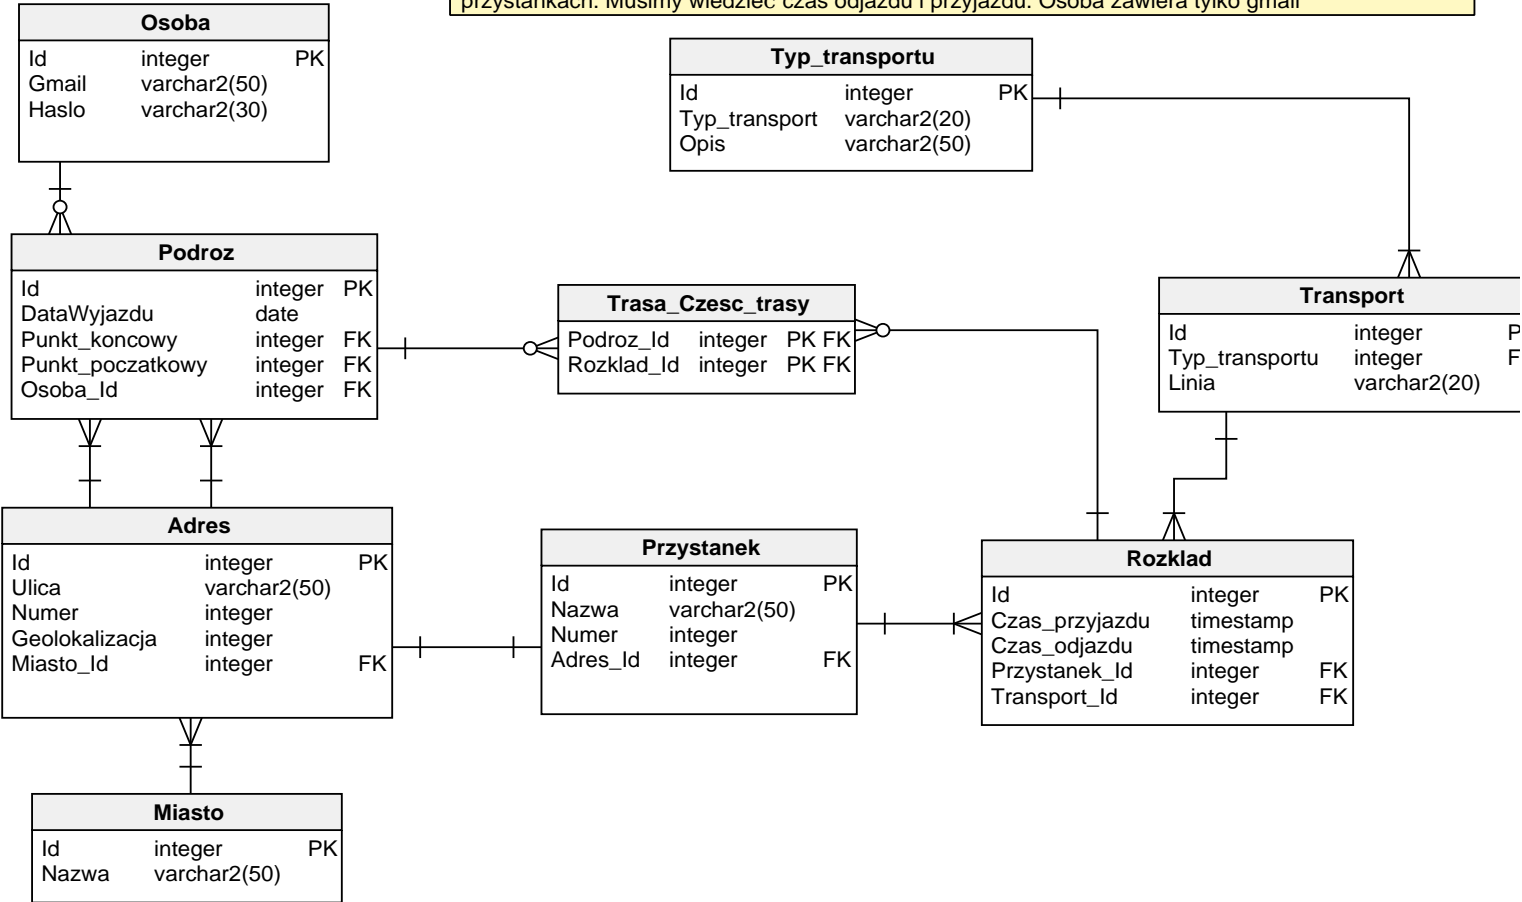 przystankach. Musimy wiedzieć czas odjazdu i przyjazdu. Osoba zawiera tylko gmail
Osoba
Id integer PK
Gmail varchar2(50)
Haslo varchar2(30)
Typ_transportu
Id integer PK
Typ_transport varchar2(20)
Opis varchar2(50)
Podroz
Id integer PK
DataWyjazdu date
Punkt_koncowy integer FK
Punkt_poczatkowy integer FK
Osoba_Id integer FK
Trasa_Czesc_trasy
Podroz_Id integer PK FK
Rozklad_Id integer PK FK
Transport
Id integer P
Typ_transportu integer F
Linia varchar2(20)
Adres
Id integer PK
Ulica varchar2(50)
Numer integer
Geolokalizacja integer
Miasto_Id integer FK
Przystanek
Id integer PK
Nazwa varchar2(50)
Numer integer
Adres_Id integer FK
Rozklad
Id integer PK
Czas_przyjazdu timestamp
Czas_odjazdu timestamp
Przystanek_Id integer FK
Transport_Id integer FK
Miasto
Id integer PK
Nazwa varchar2(50)